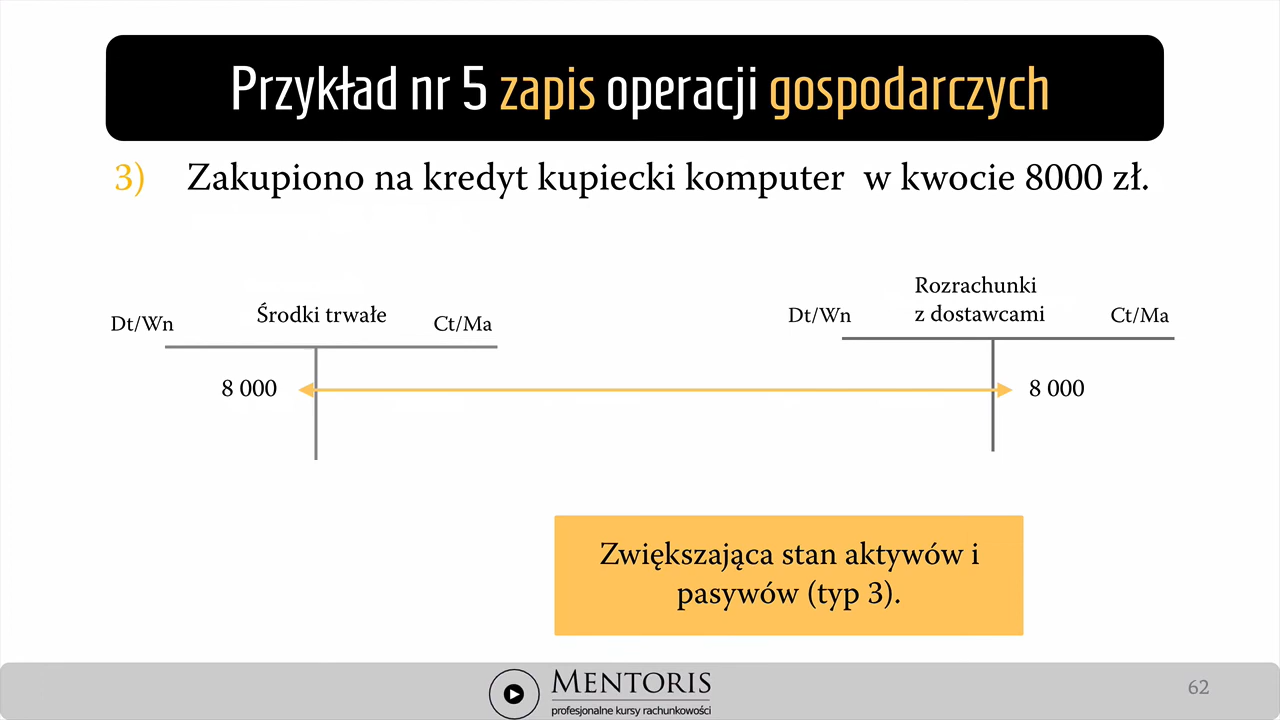 Przykład nr 5 zapis operacji gospodarczych
3) Zakupiono na kredyt kupiecki komputer w kwocie 8000 zł.
Dt/Wn Środki trwałe Ct/Ma
8 000
Rozrachunki
Dt/Wn z dostawcami Ct/Ma
8 000
Zwiększająca stan aktywów i
pasywów (typ 3).
MENTORIS
profesjonalne kursy rachunkowości
62